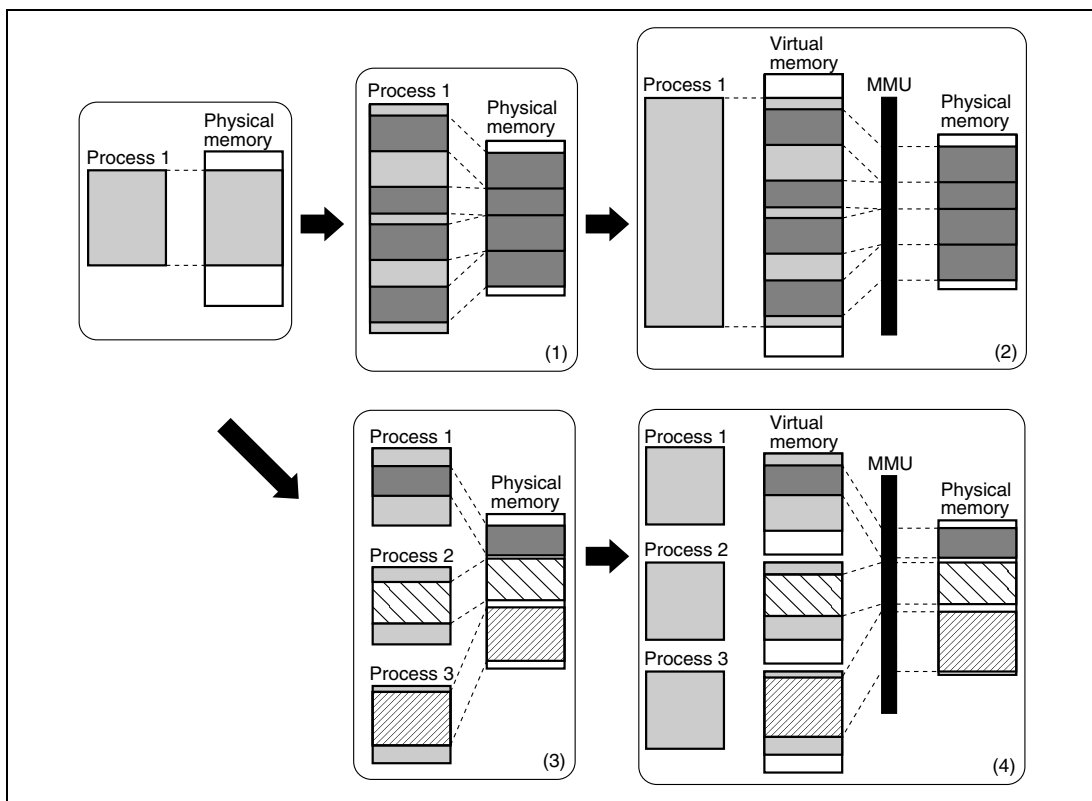 Process 1
Physical
memory
Process 1
Physical
memory
(1)
Process 1
Virtual
memory
MMU
Physical
memory
(2)
Process 1
Process 2
Process 3
Physical
memory
(3)
Process 1
Process 2
Process 3
Virtual
memory
MMU
Physical
memory
(4)